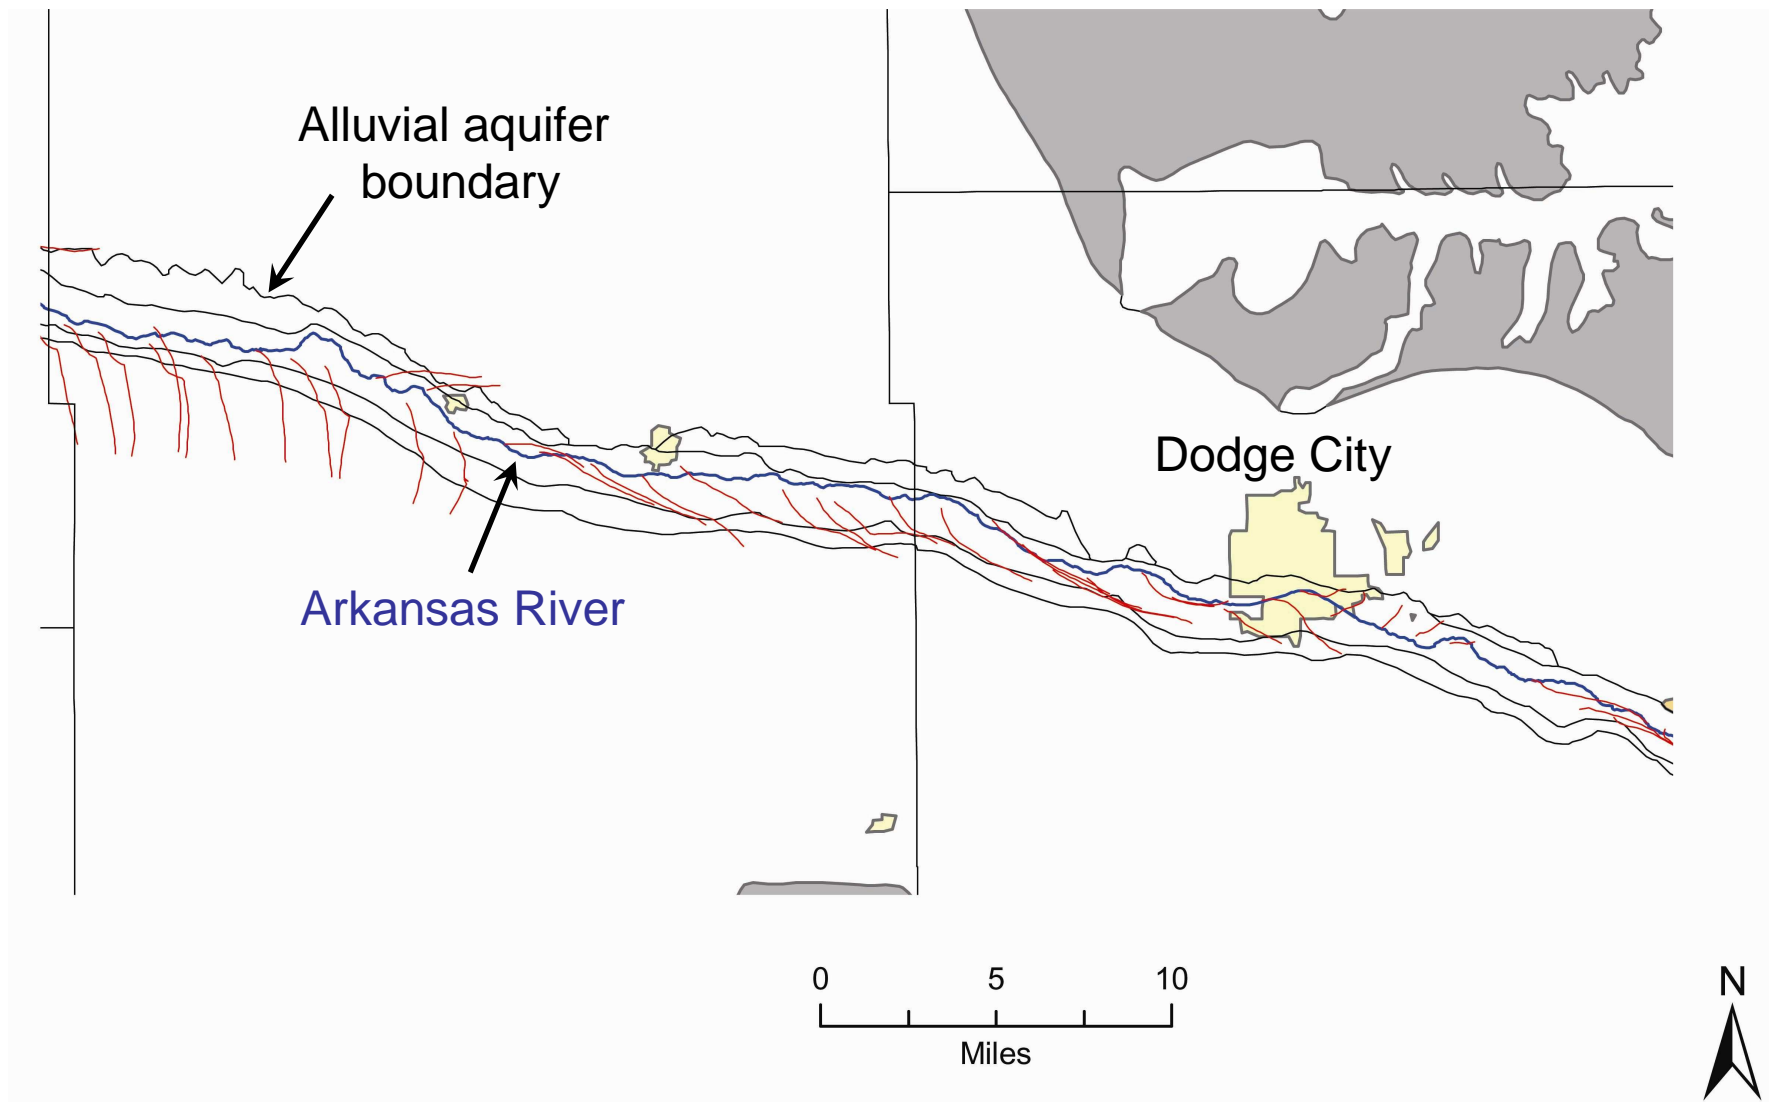 Alluvial aquifer
boundary
Dodge City
Arkansas River
0 5 10
Miles
N